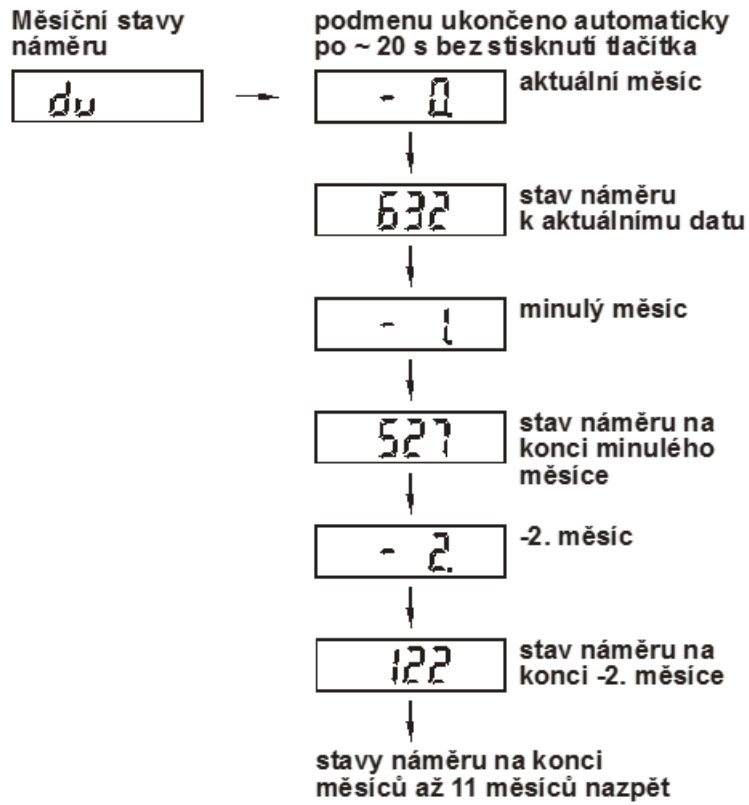 Měsíční stavy
náměru
podmenu ukončeno automaticky
po ~ 20 s bez stisknutí tlačítka
du
- 0.
aktuální měsíc
632
stav náměru
k aktuálnímu datu
- 1.
minulý měsíc
527
stav náměru na
konci minulého
měsíce
- 2.
-2. měsíc
122
stav náměru na
konci -2. měsíce
stavy náměru na konci
měsíců až 11 měsíců nazpět